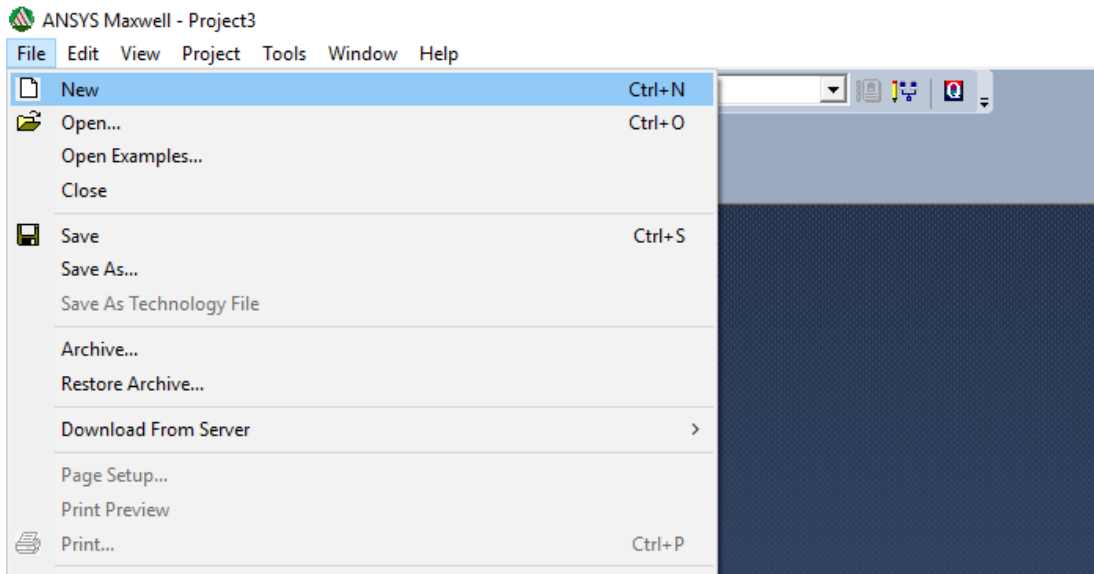 ANSYS Maxwell - Project3
File Edit View Project Tools Window Help
New Ctrl+N
Open... Ctrl+O
Open Examples...
Close
Save Ctrl+S
Save As...
Save As Technology File
Archive...
Restore Archive...
Download From Server
Page Setup...
Print Preview
Print... Ctrl+P